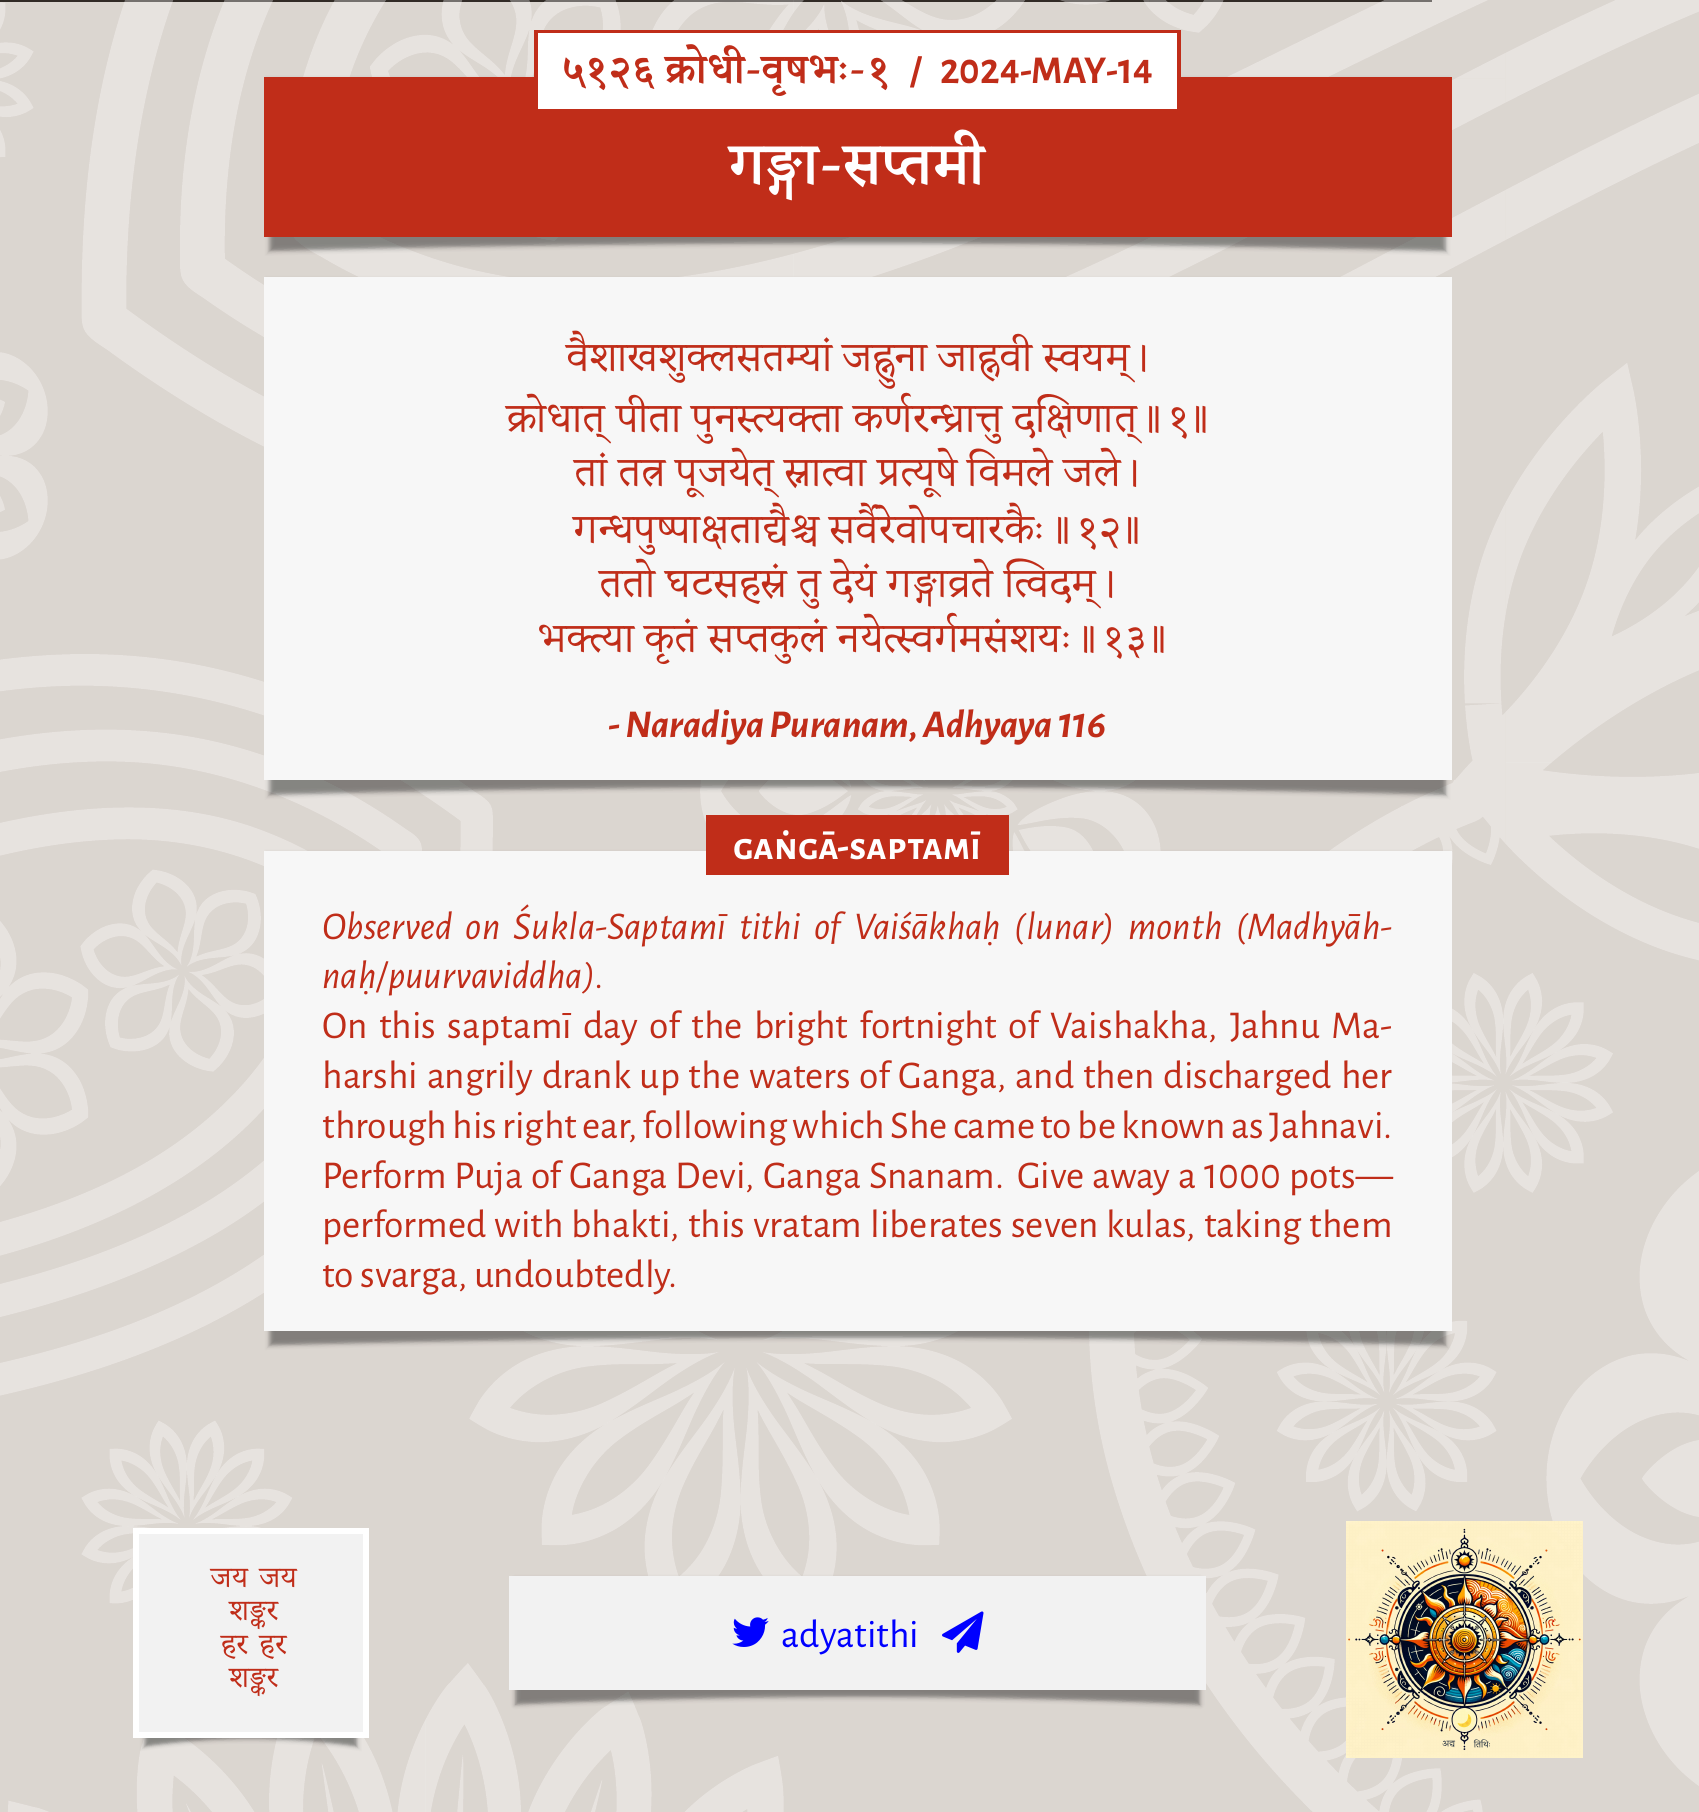 ५१२६ क्रोधी-वृषभः-१ / 2024-MAY-14
गङ्गा-सप्तमी
वैशाखशुक्लसतम्यां जह्नुना जाह्नवी स्वयम्।
क्रोधात् पीता पुनस्त्यक्ता कर्णरन्ध्रात्तु दक्षिणात्॥१॥
तां तत्र पूजयेत् स्नात्वा प्रत्यूषे विमले जले।
गन्धपुष्पाक्षताद्यैश्च सर्वैरेवोपचारकैः॥१२॥
ततो घटसहस्रं तु देयं गङ्गाव्रते त्विदम्।
भक्त्या कृतं सप्तकुलं नयेत्स्वर्गमसंशयः॥१३॥
- Naradiya Puranam, Adhyaya 116
GAṄGĀ-SAPTAMĪ
Observed on Śukla-Saptamī tithi of Vaiśākhaḥ (lunar) month (Madhyāh-
naḥ/puurvaviddha).
On this saptamī day of the bright fortnight of Vaishakha, Jahnu Ma-
harshi angrily drank up the waters of Ganga, and then discharged her
through his right ear, following which She came to be known as Jahnavi.
Perform Puja of Ganga Devi, Ganga Snanam. Give away a 1000 pots—
performed with bhakti, this vratam liberates seven kulas, taking them
to svarga, undoubtedly.
जय जय
शङ्कर
हर हर
शङ्कर
adyatithi
अद्य तिथिः